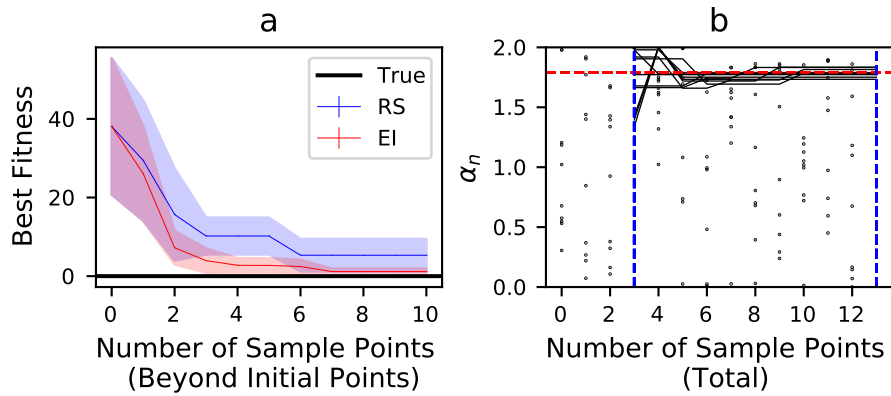 a
b
True
RS
EI
Best Fitness
0
20
40
0
2
4
6
8
10
Number of Sample Points
(Beyond Initial Points)
αn
0.0
0.5
1.0
1.5
2.0
0
2
4
6
8
10
12
Number of Sample Points
(Total)